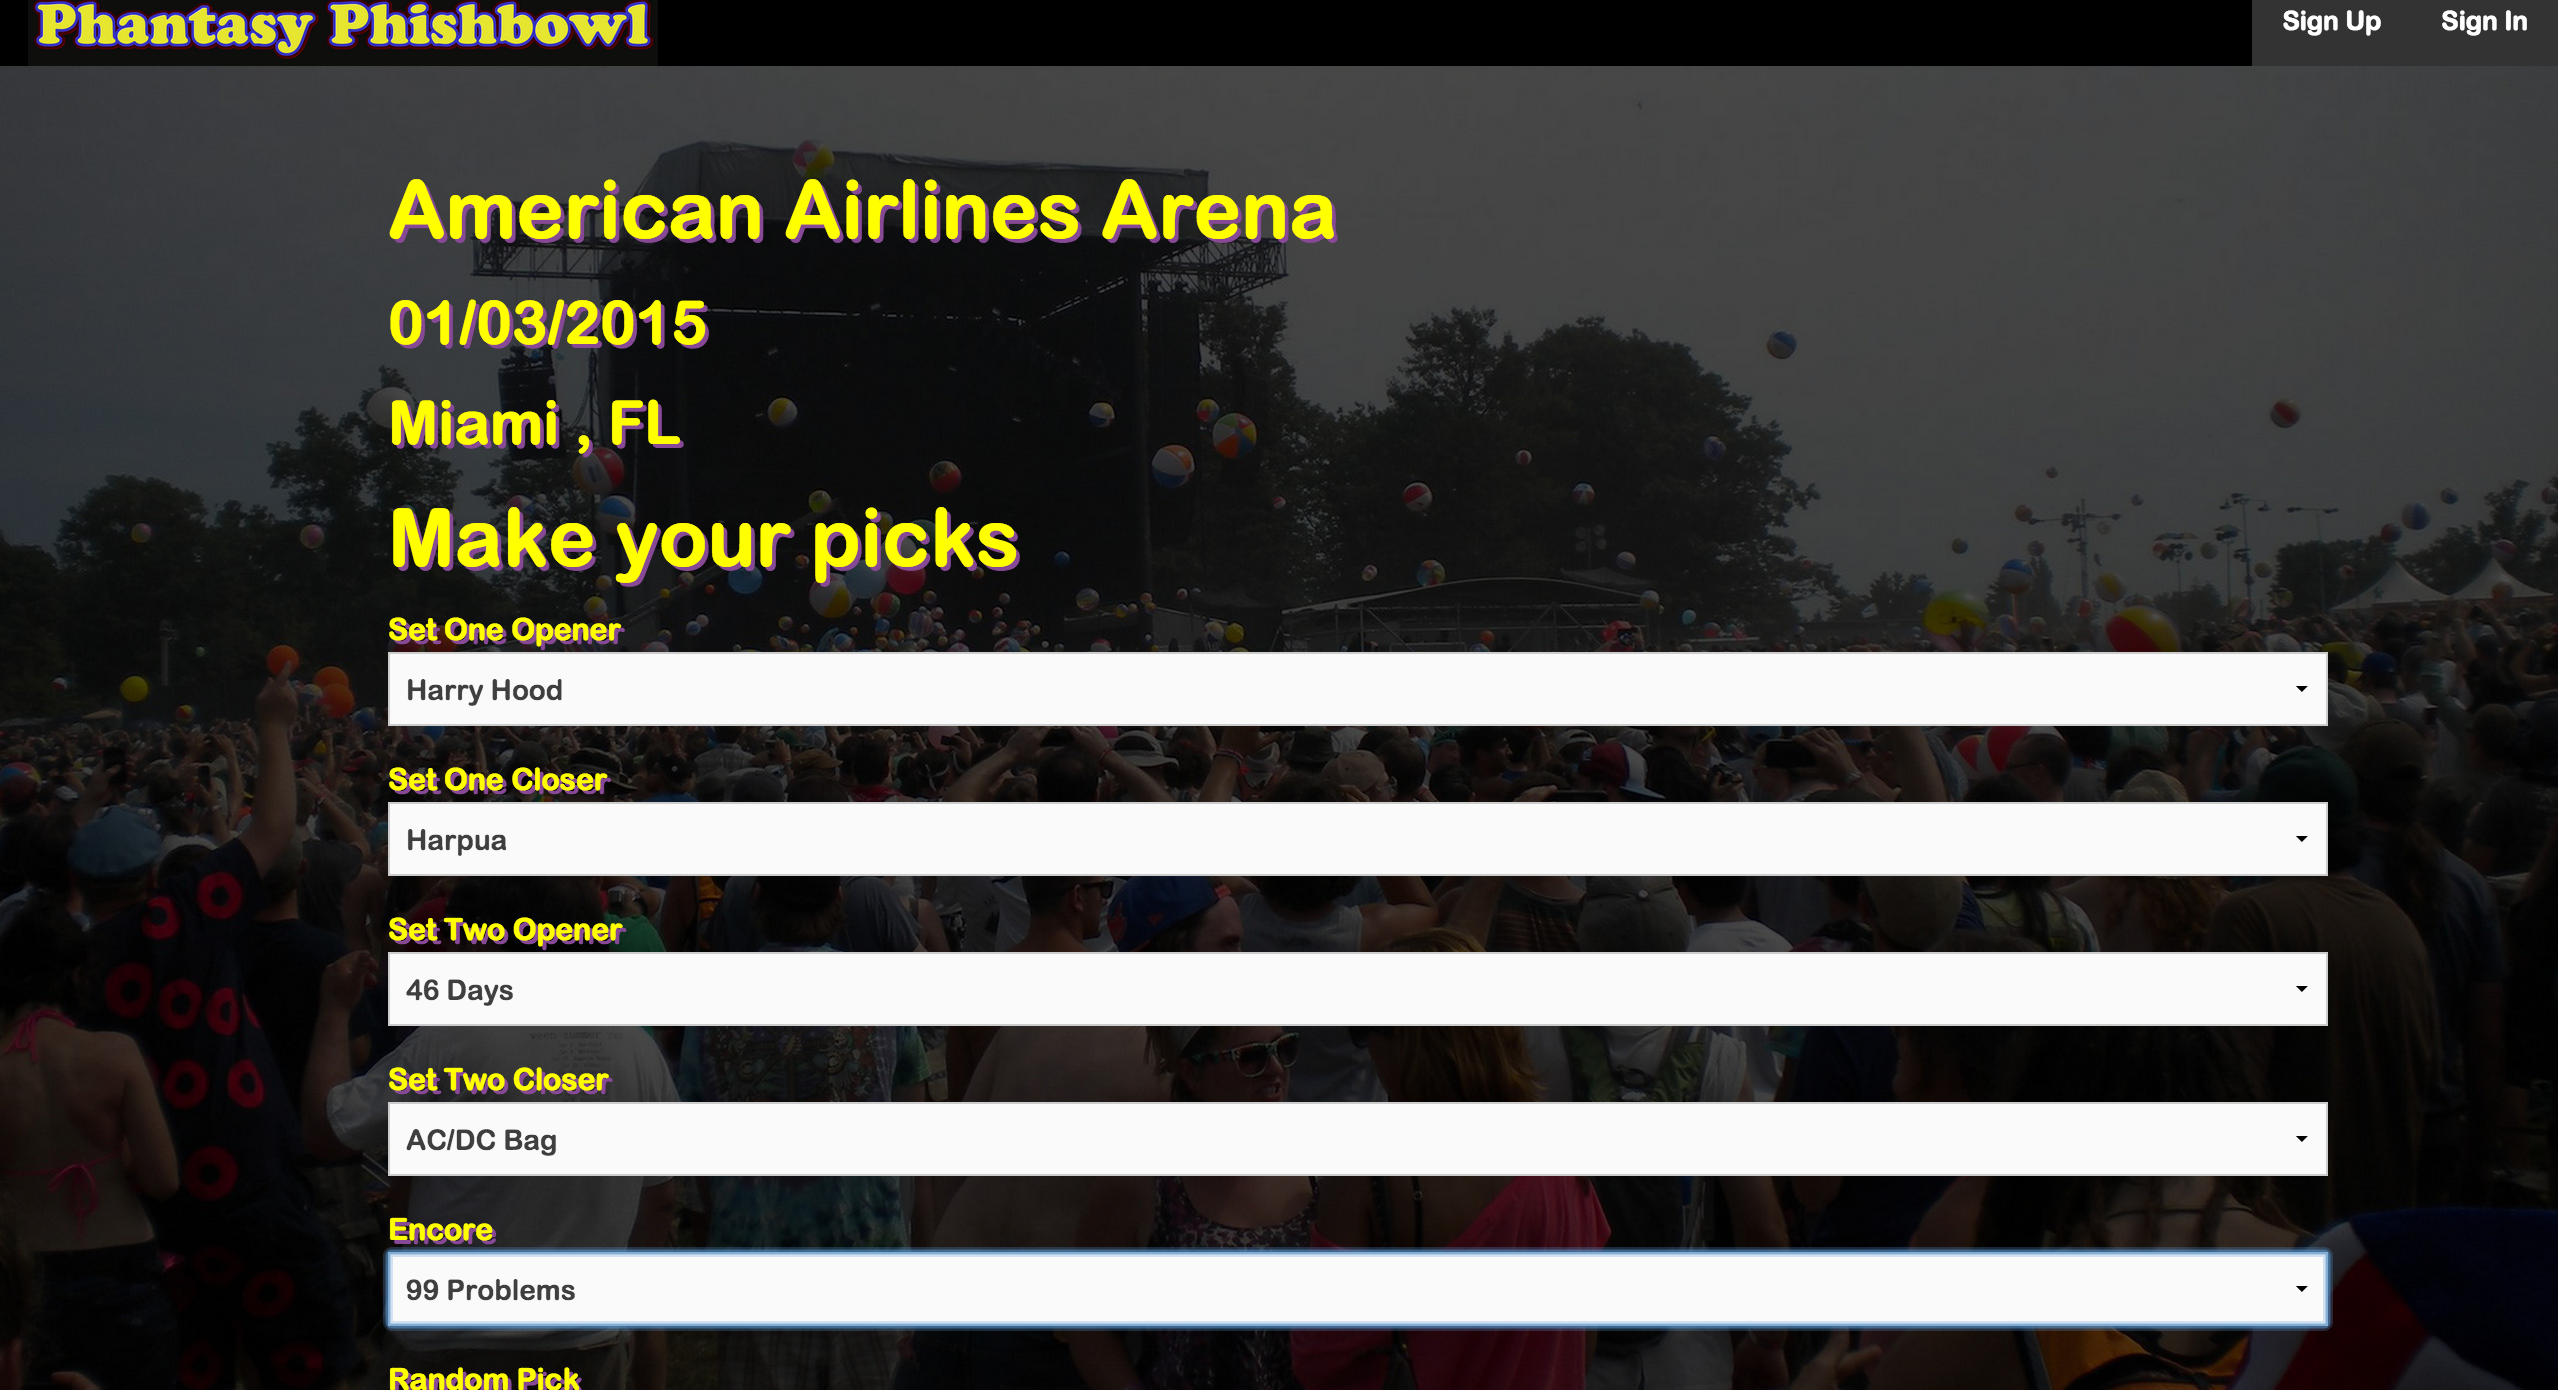 Phantasy Phishbowl
Sign Up
Sign In
American Airlines Arena
01/03/2015
Miami , FL
Make your picks
Set One Opener
Harry Hood
Set One Closer
Harpua
Set Two Opener
46 Days
Set Two Closer
AC/DC Bag
Encore
99 Problems
Random Pick